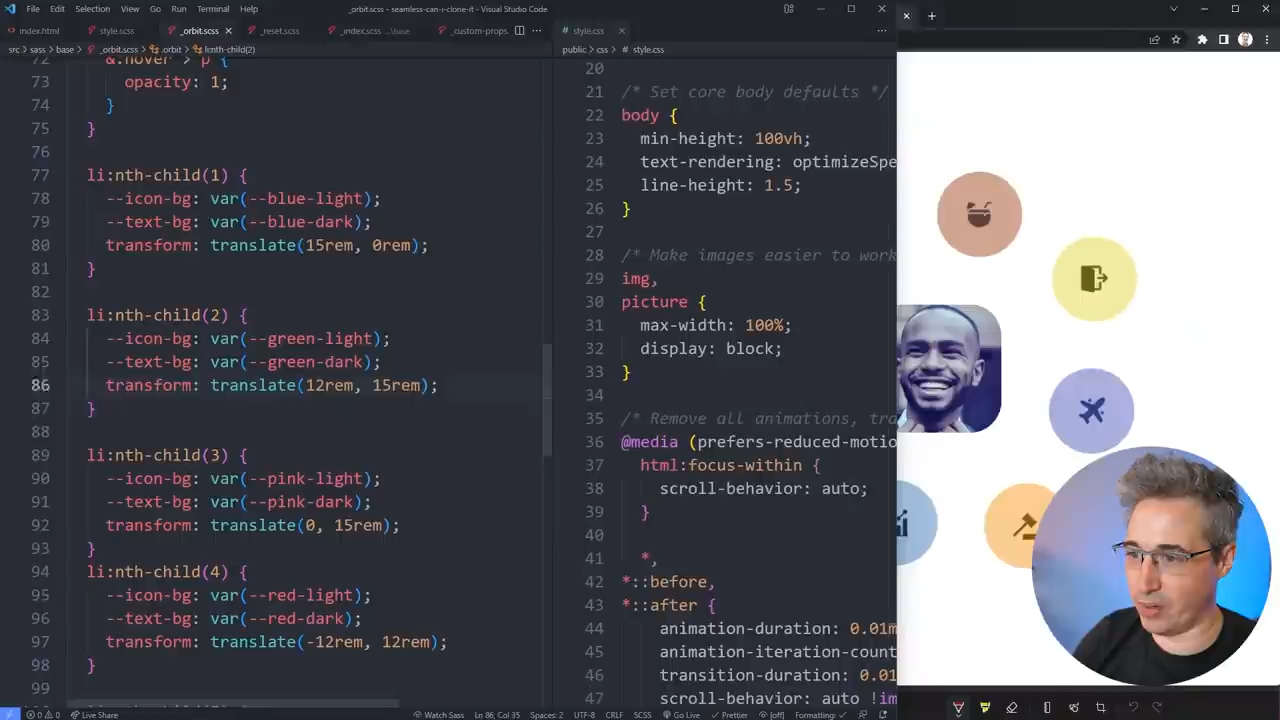 File Edit Selection View Go Run Terminal Help
_orbit.scss - seamless-can-i-clone-it - Visual Studio Code
index.html style.scss _orbit.scss _reset.scss _index.scss ...\base _custom-props.
style.css
src > sass > base > _orbit.scss > .orbit > li:nth-child(2)
public > css > # style.css
72 &.hover > p {
73 opacity: 1;
74 }
75 }
76
77 li:nth-child(1) {
78 --icon-bg: var(--blue-light);
79 --text-bg: var(--blue-dark);
80 transform: translate(15rem, 0rem);
81 }
82
83 li:nth-child(2) {
84 --icon-bg: var(--green-light);
85 --text-bg: var(--green-dark);
86 transform: translate(12rem, 15rem);
87 }
88
89 li:nth-child(3) {
90 --icon-bg: var(--pink-light);
91 --text-bg: var(--pink-dark);
92 transform: translate(0, 15rem);
93 }
94 li:nth-child(4) {
95 --icon-bg: var(--red-light);
96 --text-bg: var(--red-dark);
97 transform: translate(-12rem, 12rem);
98 }
99
20
21 /* Set core body defaults */
22 body {
23 min-height: 100vh;
24 text-rendering: optimizeSpe
25 line-height: 1.5;
26 }
27
28 /* Make images easier to work
29 img,
30 picture {
31 max-width: 100%;
32 display: block;
33 }
34
35 /* Remove all animations, tra
36 @media (prefers-reduced-motio
37 html:focus-within {
38 scroll-behavior: auto;
39 }
40
41 *,
42 *::before,
43 *::after {
44 animation-duration: 0.01m
45 animation-iteration-count
46 transition-duration: 0.01
47 scroll-behavior: auto !im
0 0 Live Share
Watch Sass Ln 86, Col 35 Spaces: 2 UTF-8 CRLF SCSS Go Live Prettier [off] Formatting: ✓